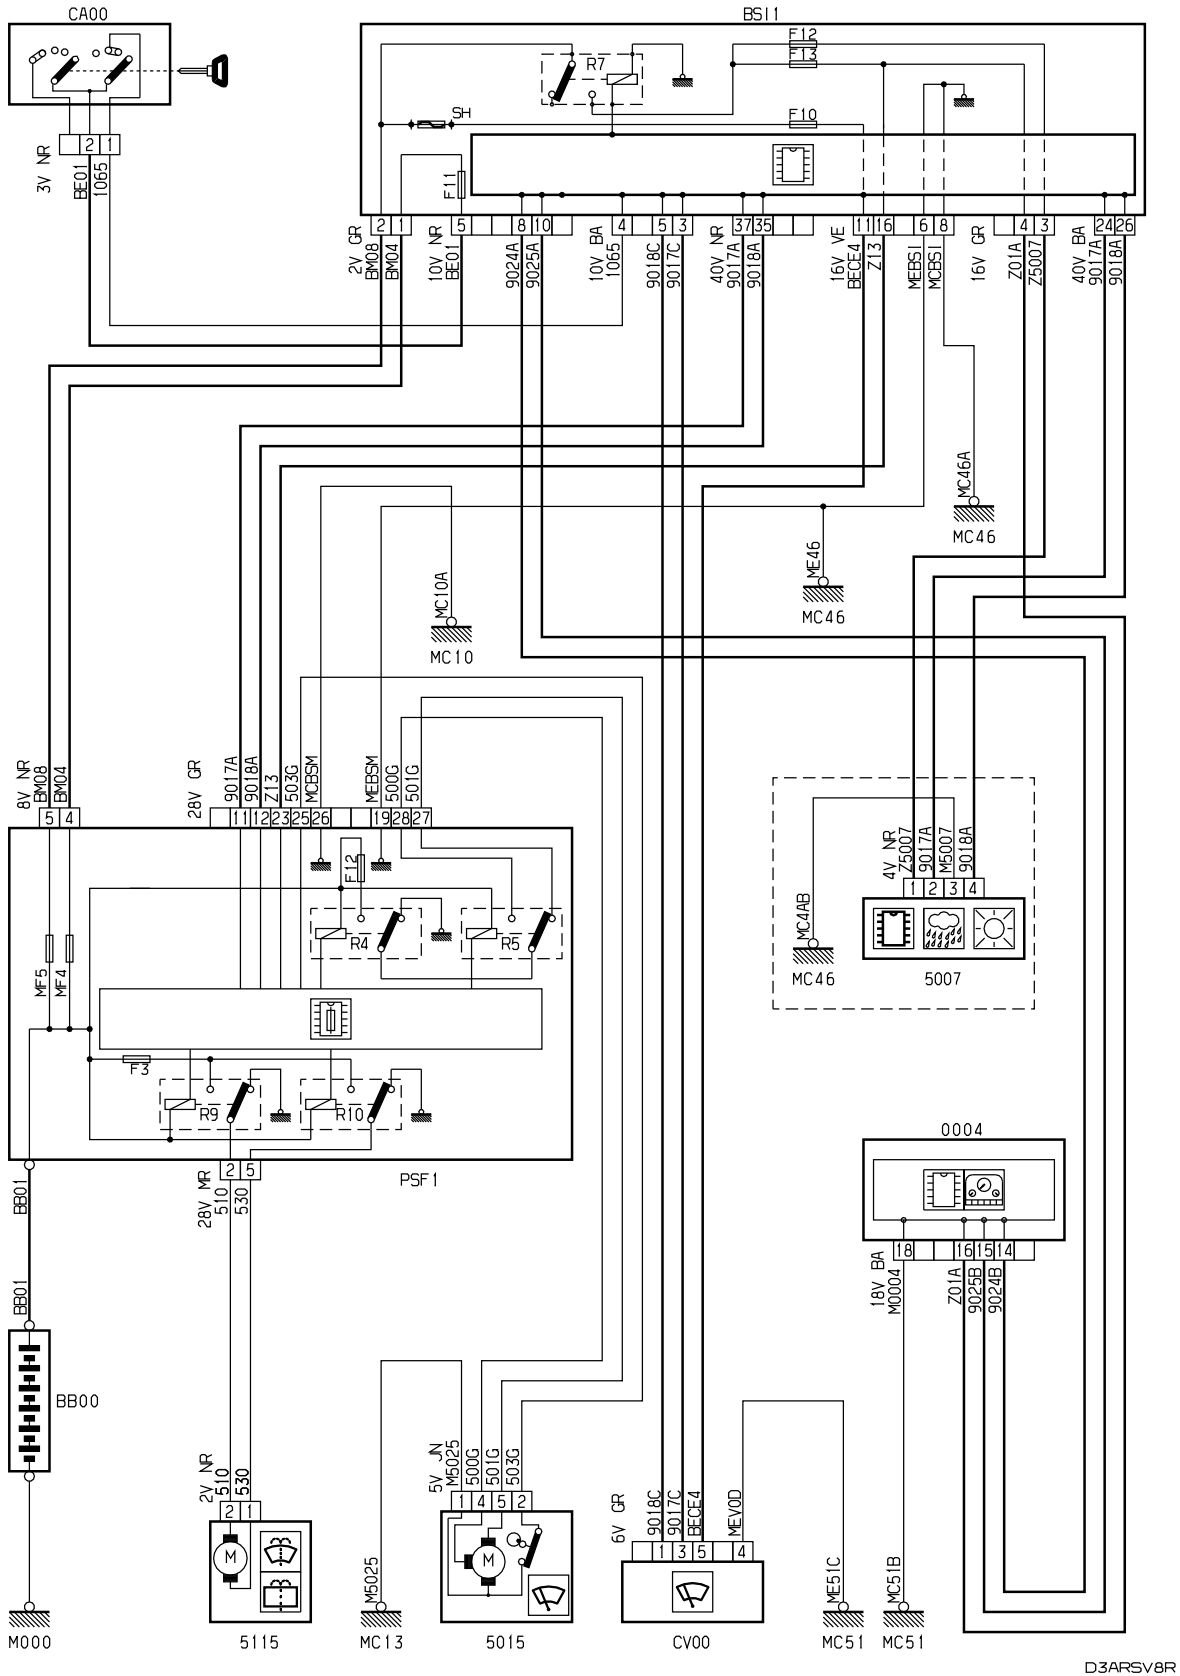 CA00
BSI1
F12
F13
R7
SH
F10
F11
2 1
3V NR
BE01
1065
2 1 5 8 10 4 5 3 37 35 11 16 6 8 4 3 24 26
2V GR
BM08
BM04
10V NR
BE01
9024A
9025A
10V BA
1065
9018C
9017C
40V NR
9017A
9018A
16V VE
BECE4
Z13
MEBSI
MCBSI
16V GR
Z01A
Z5007
40V BA
9017A
9018A
MC46A
MC46
ME46
MC46
MC10A
MC10
8V NR
BM08
BM04
28V GR
9017A
9018A
Z13
503G
MCBSM
MEBSM
500G
501G
5 4 11 12 23 25 26 19 28 27
F12
R4
R5
MF5
MF4
F3
R9
R10
PSF1
4V NR
Z5007
9017A
M5007
9018A
1 2 3 4
MC4AB
MC46
5007
0004
18 16 15 14
18V BA
M0004
Z01A
9025B
9024B
2 5
28V MR
510
530
BB01
BB01
BB00
2V NR
510
530
2 1
M
5V JN
M5025
500G
501G
503G
1 4 5 2
M
6V GR
9018C
9017C
BECE4
MEV0D
1 3 5 4
M5025
ME51C
MC51B
M000
5115
MC13
5015
CV00
MC51
MC51
D3ARSV8R